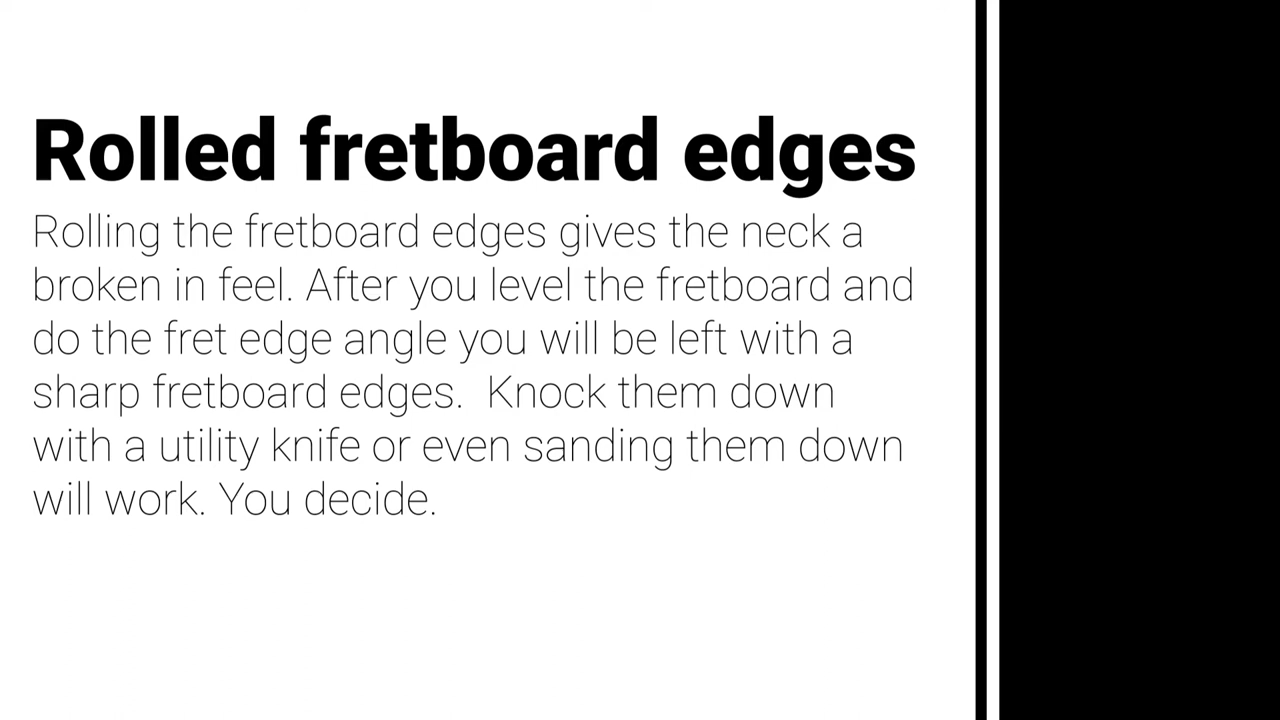 Rolled fretboard edges
Rolling the fretboard edges gives the neck a
broken in feel. After you level the fretboard and
do the fret edge angle you will be left with a
sharp fretboard edges.  Knock them down
with a utility knife or even sanding them down
will work. You decide.